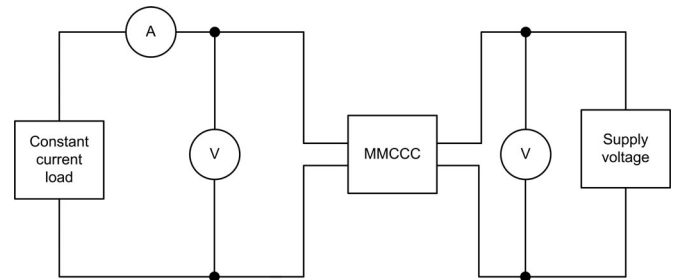 A
Constant
current
load
V
MMCCC
V
Supply
voltage